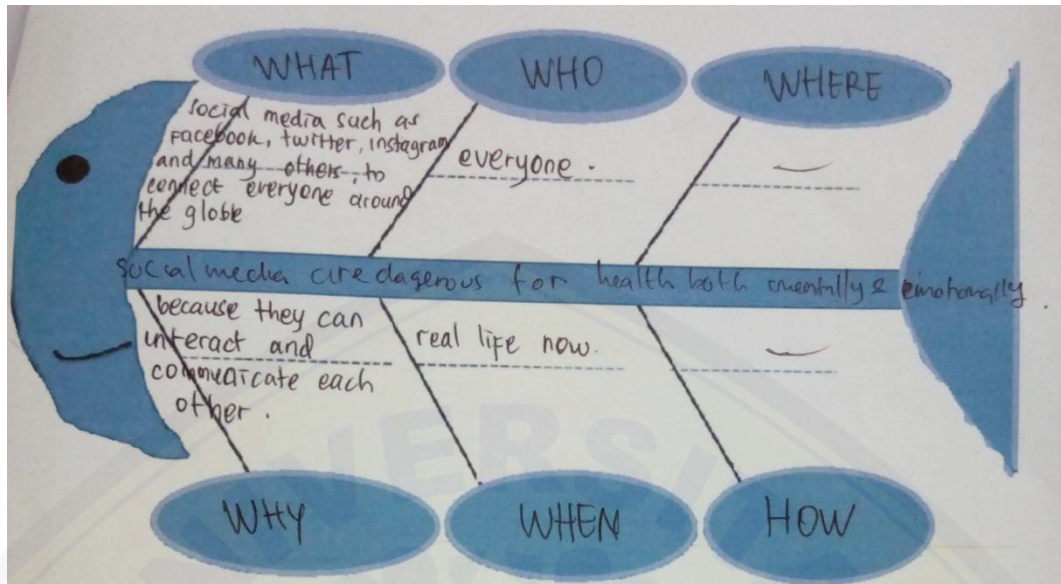 WHAT
WHO
WHERE
social media such as
Facebook, twitter, instagram
and many others, to
connect everyone around
the globle
everyone.
social media are dagerous for health both mentally & emotionally.
because they can
interact and
communicate each
other.
real life now.
WHY
WHEN
HOW